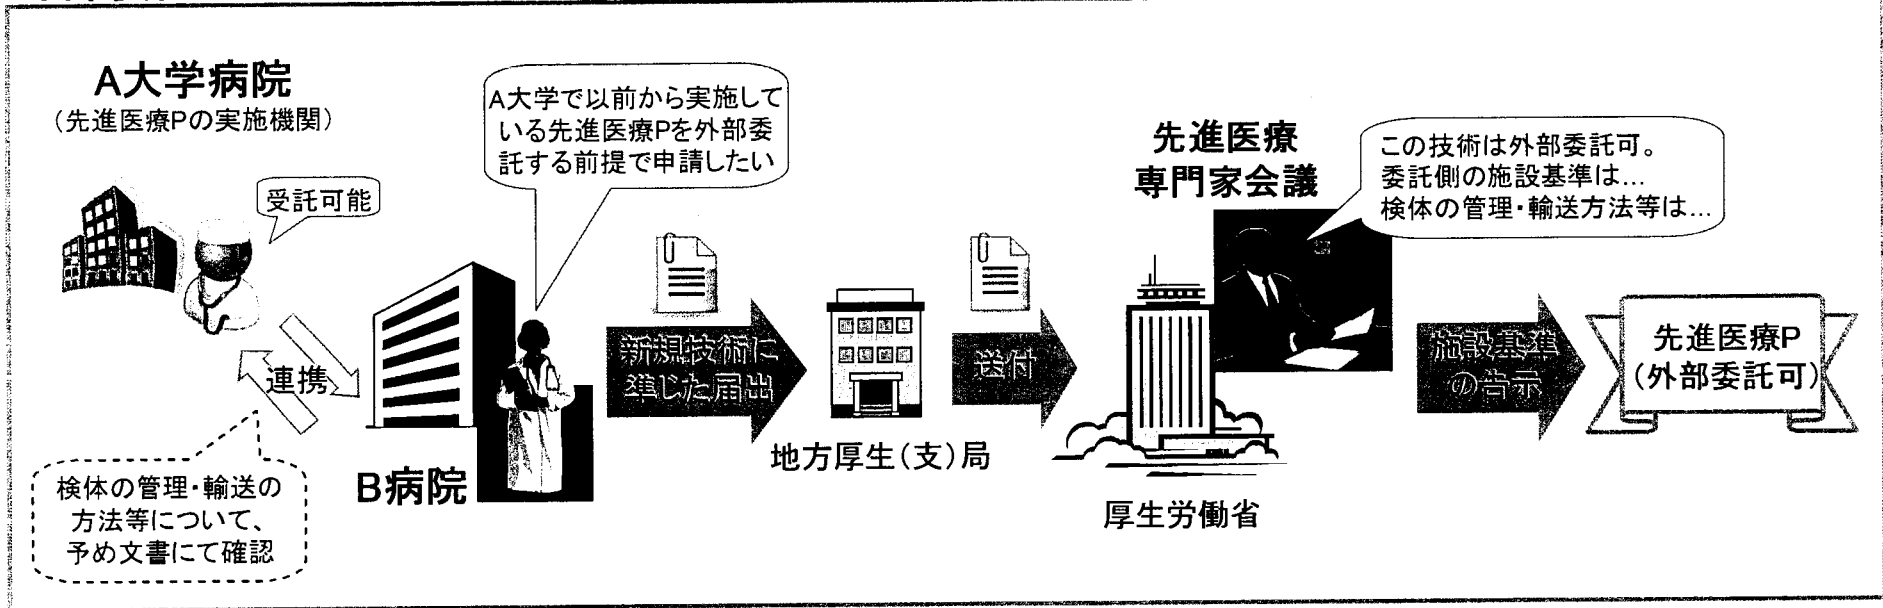 A大学病院
(先進医療Pの実施機関)
受託可能
連携
検体の管理・輸送の
方法等について、
予め文書にて確認
A大学で以前から実施して
いる先進医療Pを外部委
託する前提で申請したい
B病院
新規技術に
準じた届出
地方厚生(支)局
送付
先進医療
専門家会議
この技術は外部委託可。
委託側の施設基準は…
検体の管理・輸送方法等は…
厚生労働省
施設基準
の告示
先進医療P
(外部委託可)